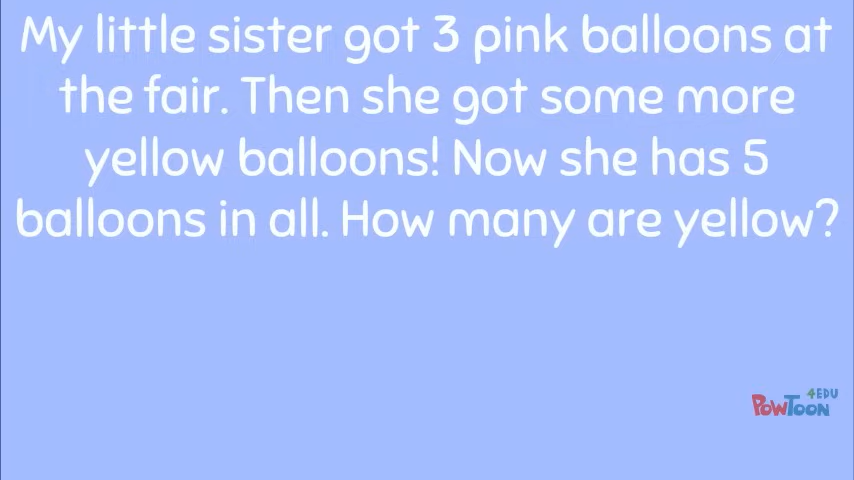 My little sister got 3 pink balloons at
the fair. Then she got some more
yellow balloons! Now she has 5
balloons in all. How many are yellow?
4EDU
POWTOON